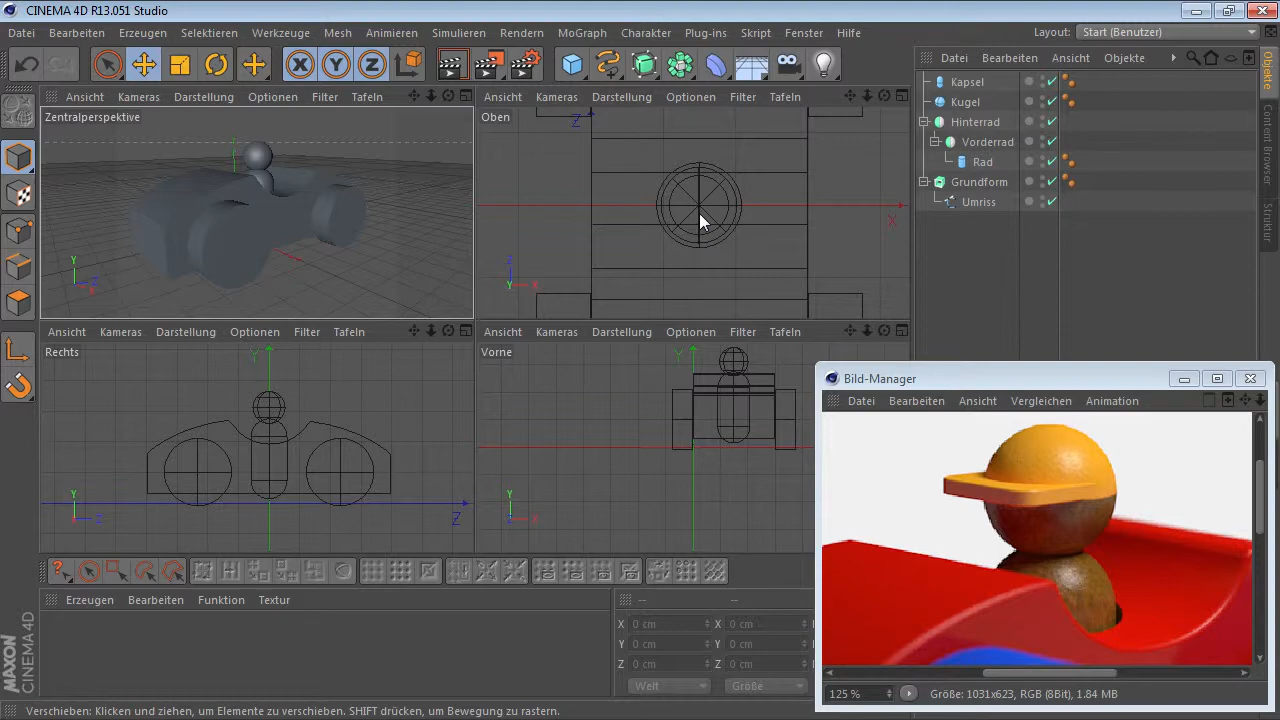 CINEMA 4D R13.051 Studio
Datei Bearbeiten Erzeugen Selektieren Werkzeuge Mesh Animieren Simulieren Rendern MoGraph Charakter Plug-ins Skript Fenster Hilfe Layout: Start (Benutzer)
X Y Z
Ansicht Kameras Darstellung Optionen Filter Tafeln
Zentralperspektive
Y
Z
X
Ansicht Kameras Darstellung Optionen Filter Tafeln
Oben
Z
X
Z
Y
X
Datei Bearbeiten Ansicht Objekte
Kapsel
Kugel
Hinterrad
Vorderrad
Rad
Grundform
Umriss
Objekte
Content Browser
Struktur
Ansicht Kameras Darstellung Optionen Filter Tafeln
Rechts
Y
Z
Y
Z
Ansicht Kameras Darstellung Optionen Filter Tafeln
Vorne
Y
Y
X
Bild-Manager
Datei Bearbeiten Ansicht Vergleichen Animation
125 %
Größe: 1031x623, RGB (8Bit), 1.84 MB
Erzeugen Bearbeiten Funktion Textur
-- --
X 0 cm X 0 cm
Y 0 cm Y 0 cm
Z 0 cm Z 0 cm
Welt Größe
MAXON
CINEMA 4D
Verschieben: Klicken und ziehen, um Elemente zu verschieben. SHIFT drücken, um Bewegung zu rastern.